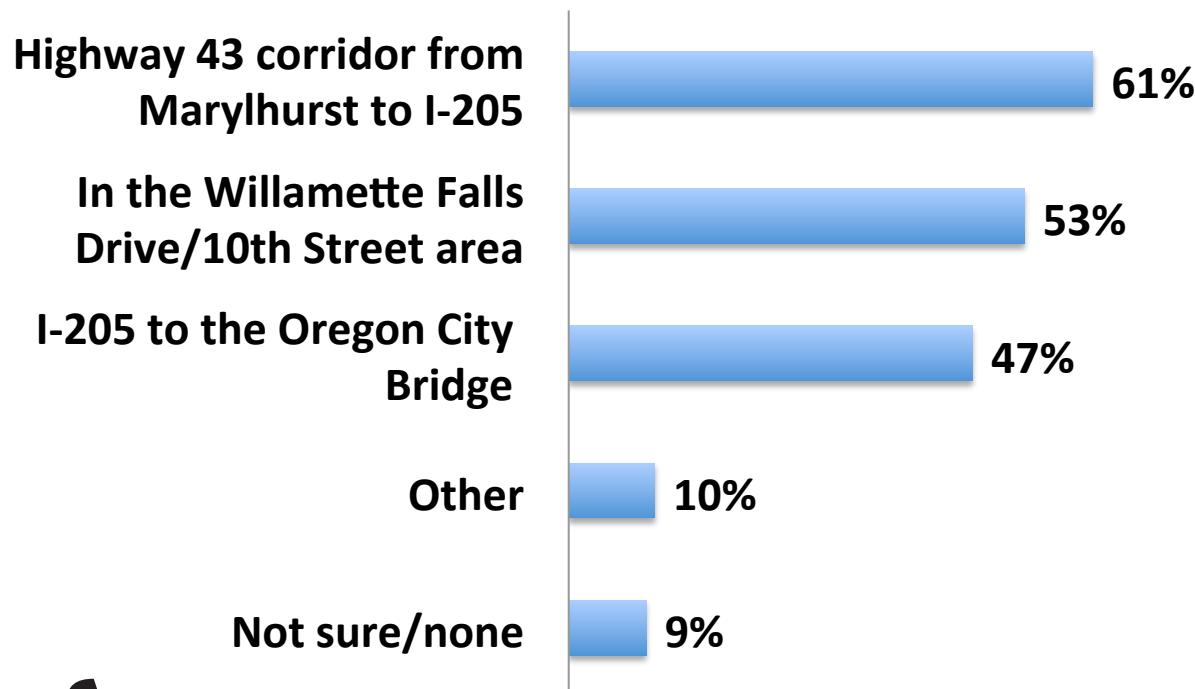 Highway 43 corridor from
Marylhurst to I-205
61%
In the Willamette Falls
Drive/10th Street area
53%
I-205 to the Oregon City
Bridge
47%
Other
10%
Not sure/none
9%